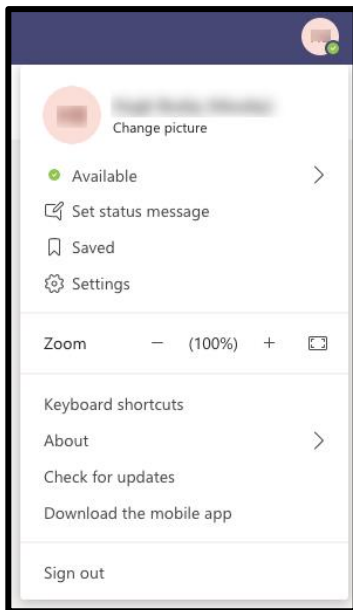 Change picture
Available
Set status message
Saved
Settings
Zoom — (100%) +
Keyboard shortcuts
About
Check for updates
Download the mobile app
Sign out